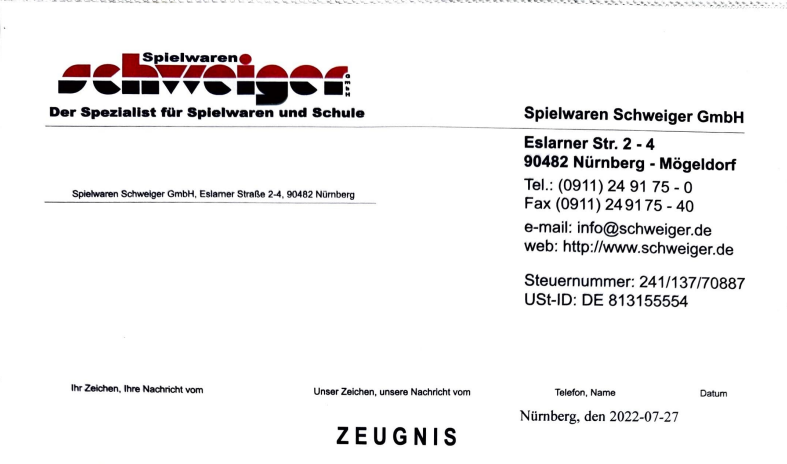 Spielwaren
schweiger GmbH
Der Spezialist für Spielwaren und Schule
Spielwaren Schweiger GmbH
Eslarner Str. 2 - 4
90482 Nürnberg - Mögeldorf
Tel.: (0911) 24 91 75 - 0
Fax (0911) 24 91 75 - 40
e-mail: info@schweiger.de
web: http://www.schweiger.de
Steuernummer: 241/137/70887
USt-ID: DE 813155554
Spielwaren Schweiger GmbH, Eslarner Straße 2-4, 90482 Nürnberg
Ihr Zeichen, Ihre Nachricht vom
Unser Zeichen, unsere Nachricht vom
Telefon, Name
Datum
Nürnberg, den 2022-07-27
ZEUGNIS